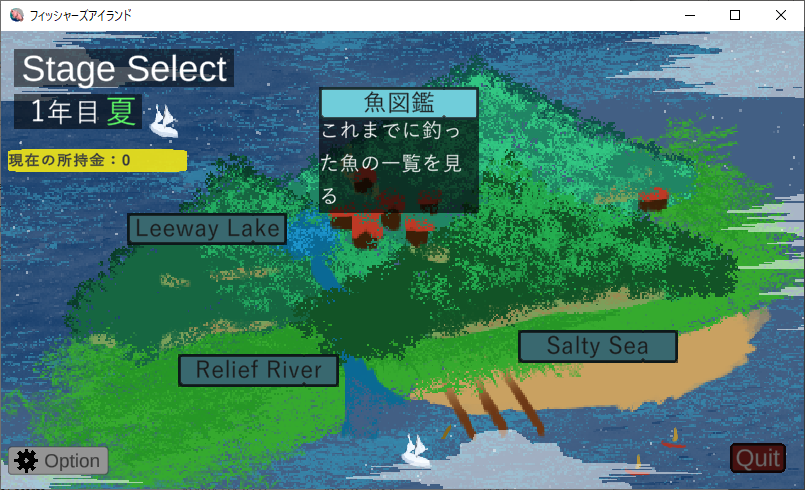 フィッシャーズアイランド
Stage Select
1年目 夏
現在の所持金：0
魚図鑑
これまでに釣っ
た魚の一覧を見
る
Leeway Lake
Salty Sea
Relief River
Option
Quit